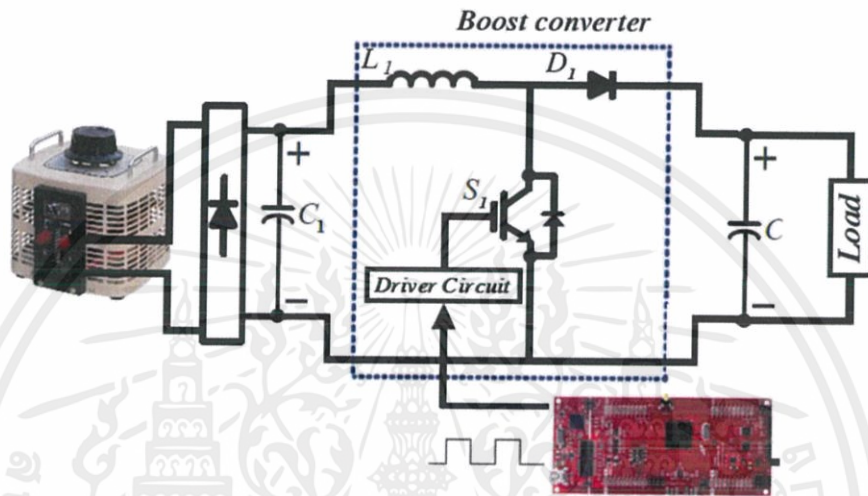 Boost converter
L1
D1
+
C1
−
S1
Driver Circuit
+
C
−
Load